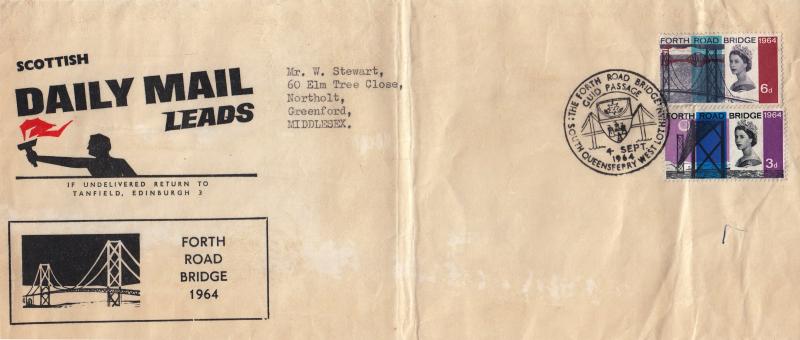 SCOTTISH
DAILY MAIL
LEADS
IF UNDELIVERED RETURN TO
TANFIELD, EDINBURGH 3
FORTH
ROAD
BRIDGE
1964
Mr. W. Stewart,
60 Elm Tree Close,
Northolt,
Greenford,
MIDDLESEX.
THE FORTH ROAD BRIDGE
GUID PASSAGE
4 SEPT.
1964
SOUTH QUEENSFERRY WEST LOTHIAN
FORTH ROAD BRIDGE 1964
6d
FORTH ROAD BRIDGE 1964
3d